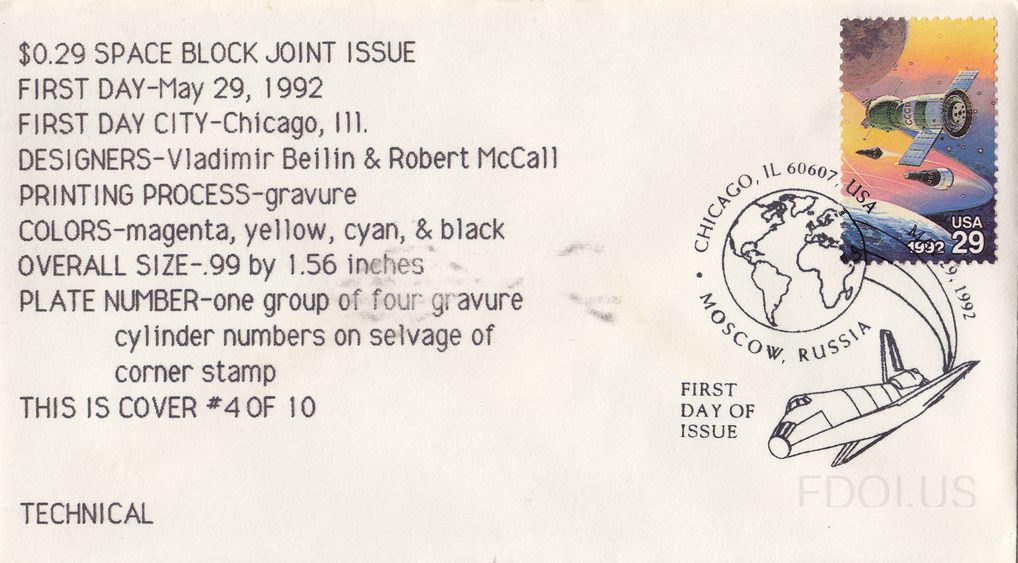 $0.29 SPACE BLOCK JOINT ISSUE
FIRST DAY-May 29, 1992
FIRST DAY CITY-Chicago, Ill.
DESIGNERS-Vladimir Beilin & Robert McCall
PRINTING PROCESS-gravure
COLORS-magenta, yellow, cyan, & black
OVERALL SIZE-.99 by 1.56 inches
PLATE NUMBER-one group of four gravure
cylinder numbers on selvage of
corner stamp
THIS IS COVER #4 OF 10
TECHNICAL
CCCP
USA
1992 29
CHICAGO, IL 60607, USA
MAY 29, 1992
• MOSCOW, RUSSIA
FIRST
DAY OF
ISSUE
FDOI.US